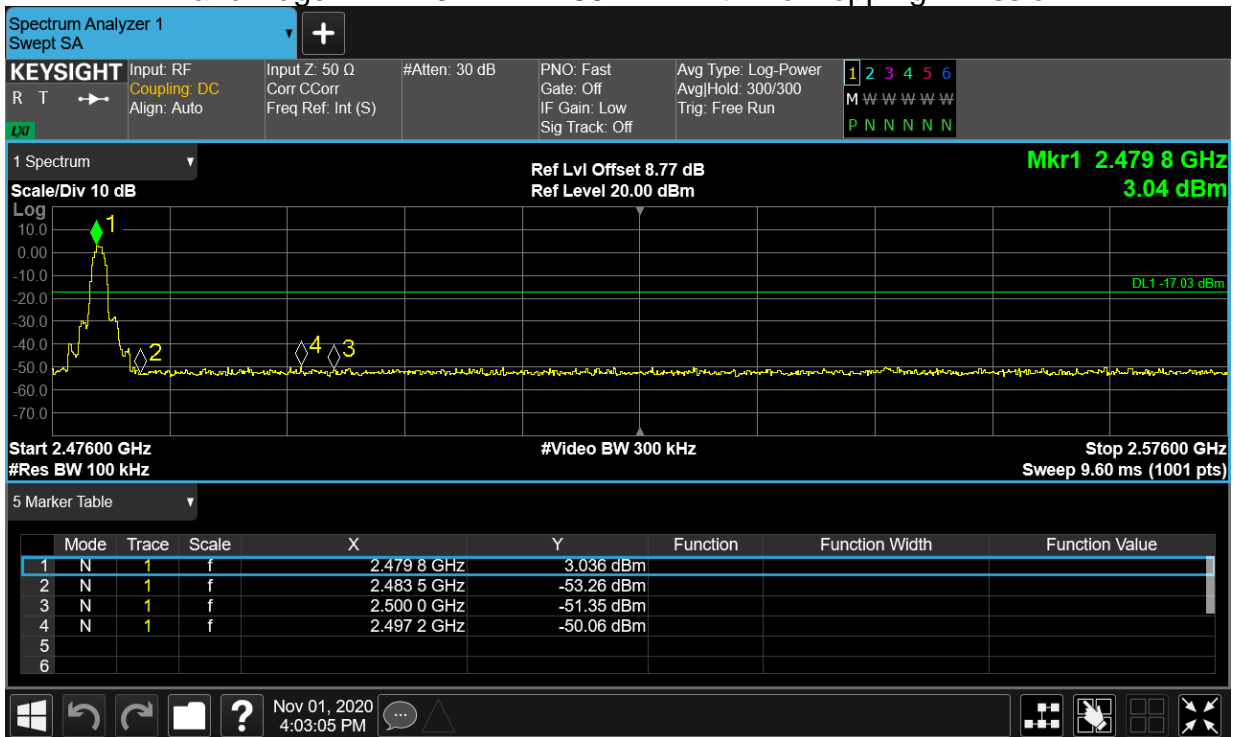 Spectrum Analyzer 1
Swept SA
+
KEYSIGHT Input: RF Input Z: 50 Ω #Atten: 30 dB PNO: Fast Avg Type: Log-Power 1 2 3 4 5 6
R T Coupling: DC Corr CCorr Gate: Off Avg|Hold: 300/300 M W W W W W
Align: Auto Freq Ref: Int (S) IF Gain: Low Trig: Free Run
LXI Sig Track: Off P N N N N N
1 Spectrum Ref Lvl Offset 8.77 dB Mkr1 2.479 8 GHz
Scale/Div 10 dB Ref Level 20.00 dBm 3.04 dBm
Log
1
10.0
0.00
-10.0
DL1 -17.03 dBm
-20.0
-30.0
-40.0
2 4 3
-50.0
-60.0
-70.0
Start 2.47600 GHz #Video BW 300 kHz Stop 2.57600 GHz
#Res BW 100 kHz Sweep 9.60 ms (1001 pts)
5 Marker Table
Mode Trace Scale X Y Function Function Width Function Value
1 N 1 f 2.479 8 GHz 3.036 dBm
2 N 1 f 2.483 5 GHz -53.26 dBm
3 N 1 f 2.500 0 GHz -51.35 dBm
4 N 1 f 2.497 2 GHz -50.06 dBm
5
6
? Nov 01, 2020
4:03:05 PM